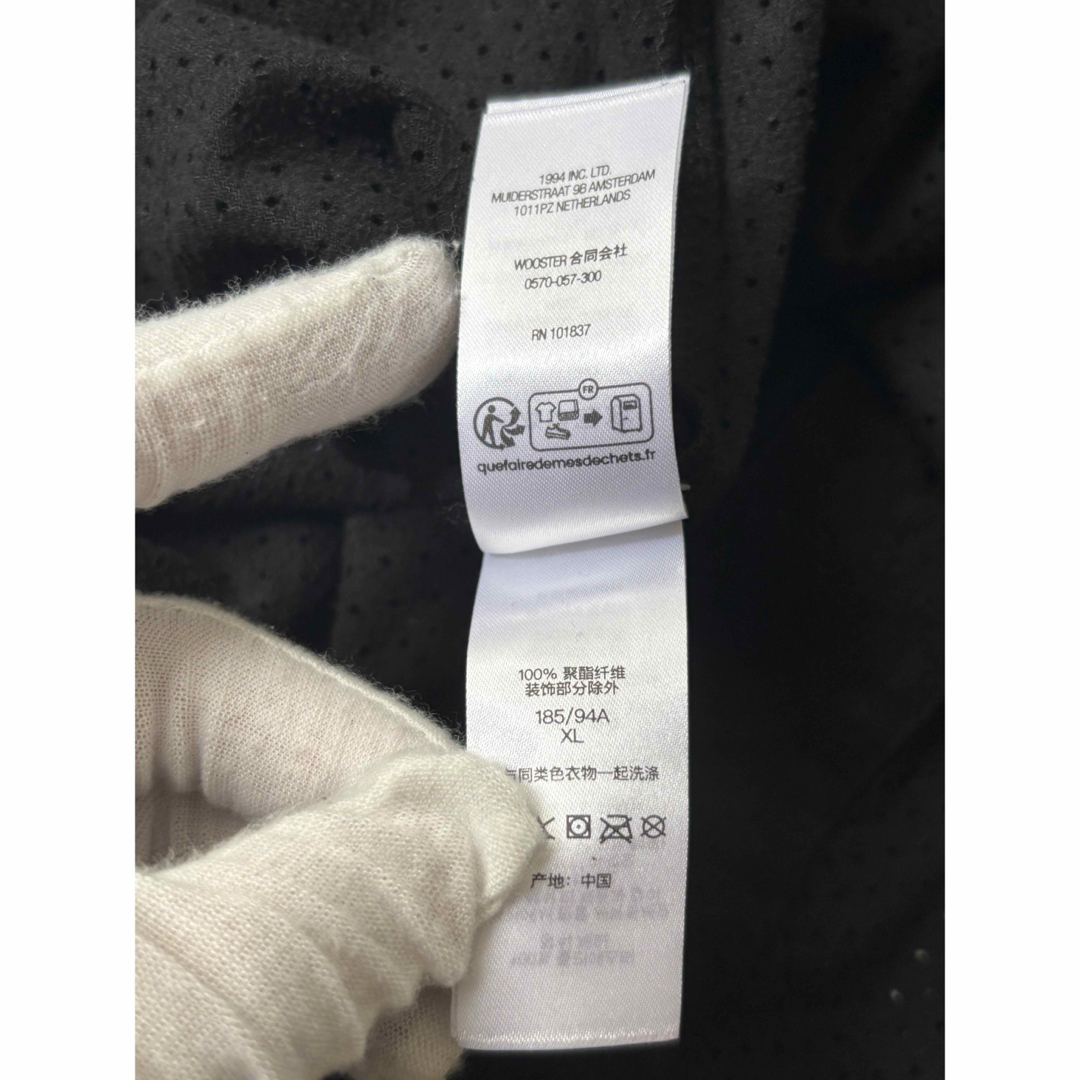 1994 INC. LTD.
MUIDERSTRAAT 98 AMSTERDAM
1011PZ NETHERLANDS
WOOSTER 合同会社
0570-057-300
RN 101837
FR
quefairedemesdechets.fr
100% 聚酯纤维
装饰部分除外
185/94A
XL
与同类色衣物一起洗涤
产地: 中国